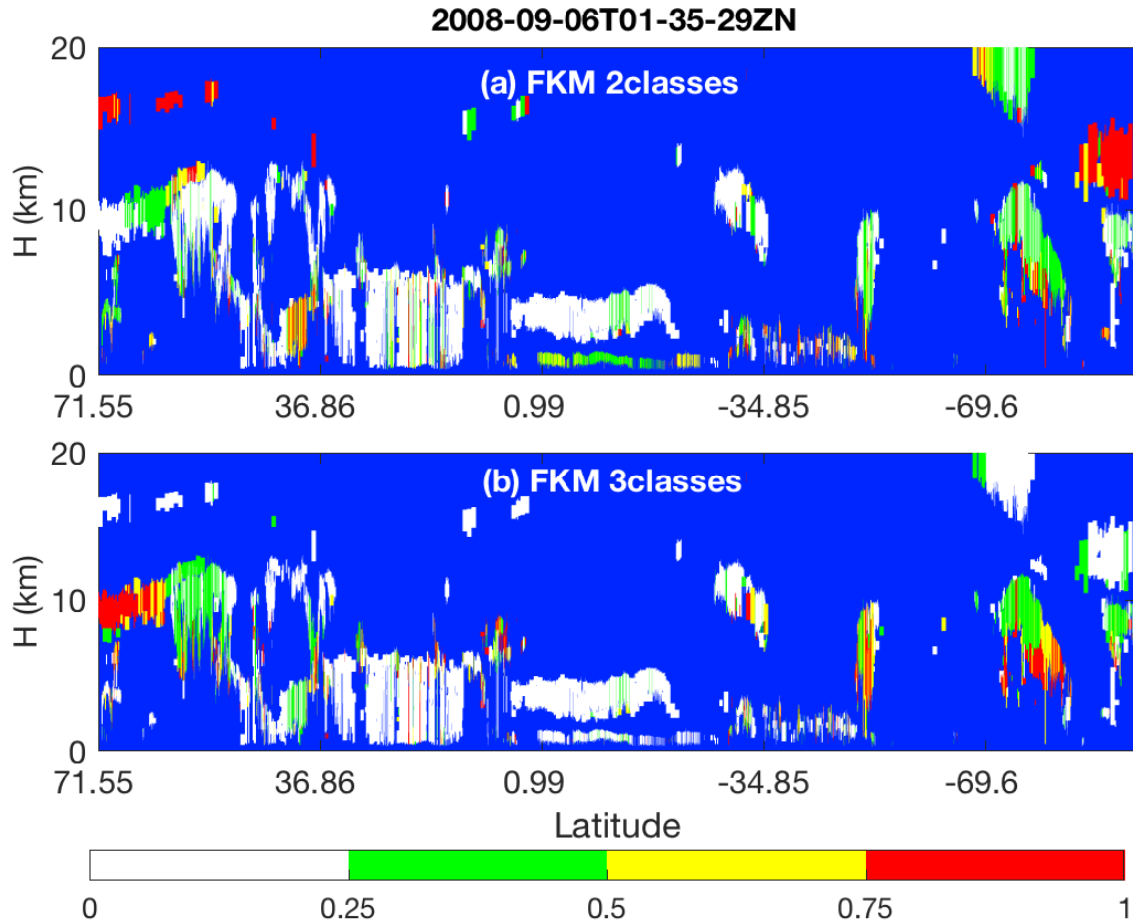 2008-09-06T01-35-29ZN
20
(a) FKM 2classes
H (km)
10
0
71.55 36.86 0.99 -34.85 -69.6
20
(b) FKM 3classes
H (km)
10
0
71.55 36.86 0.99 -34.85 -69.6
Latitude
0 0.25 0.5 0.75 1